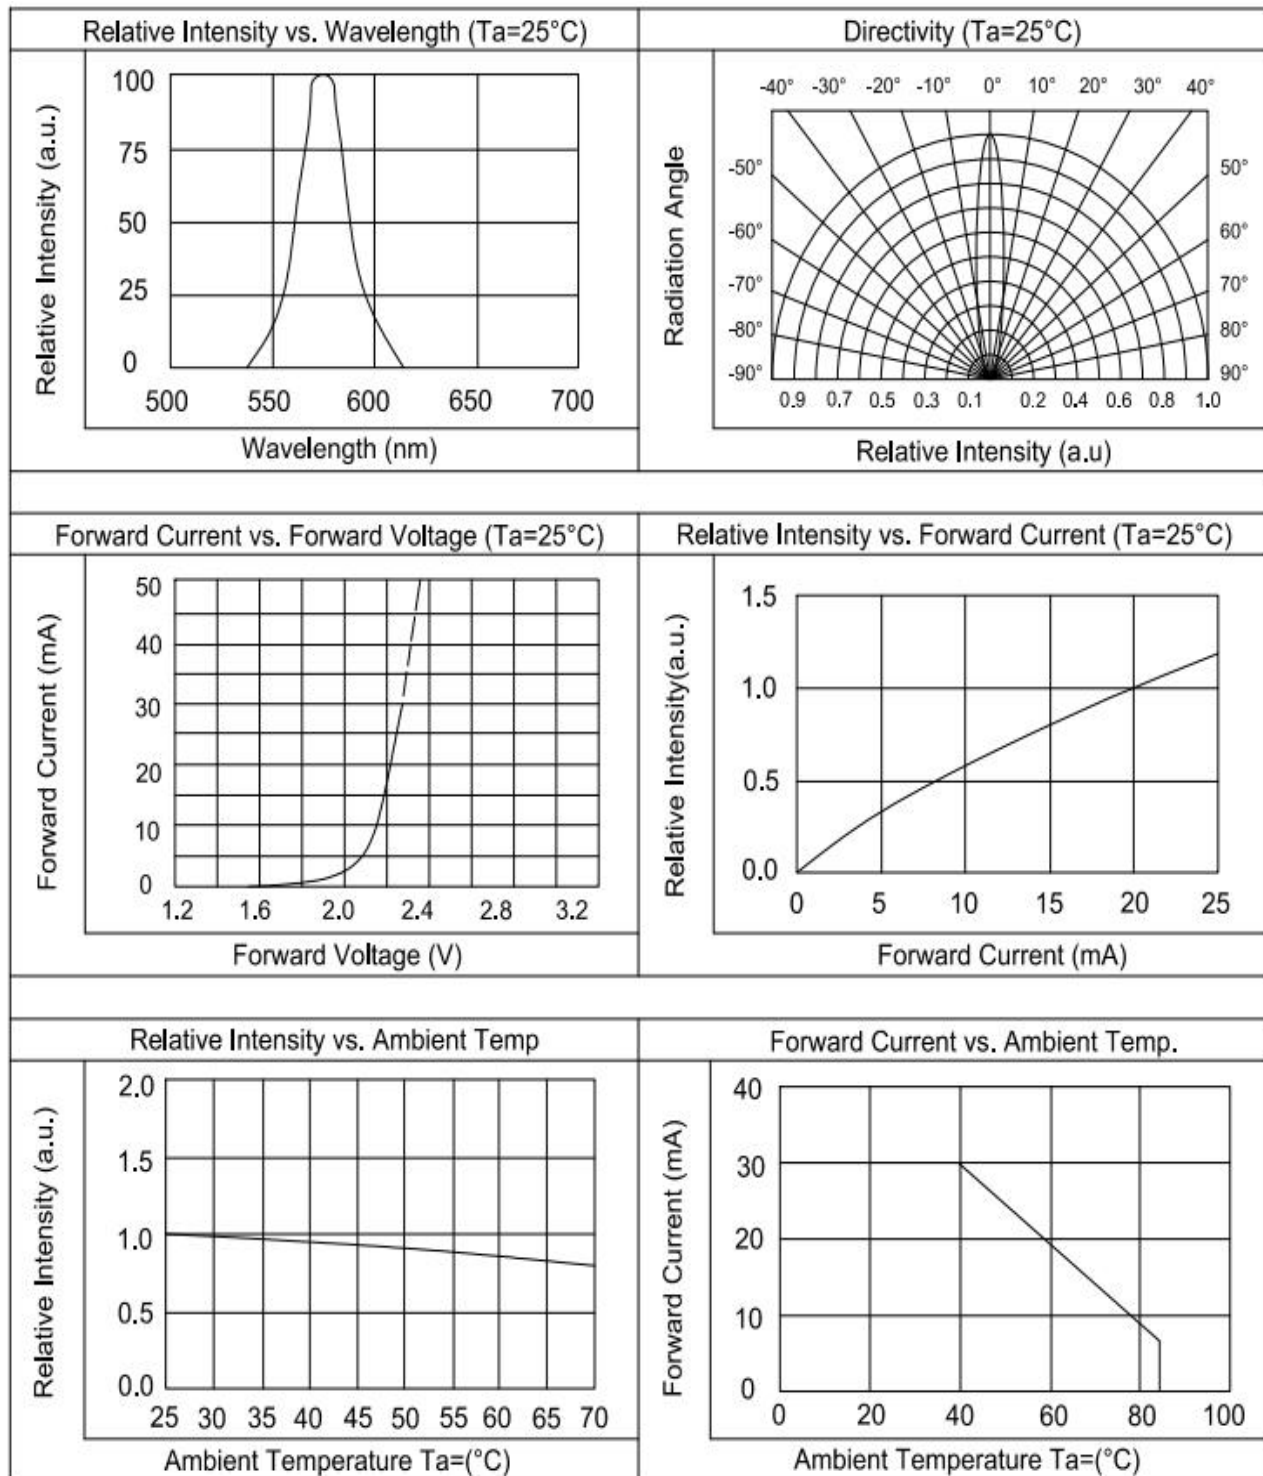 Relative Intensity vs. Wavelength (Ta=25°C)
Relative Intensity (a.u.)
100
75
50
25
0
500 550 600 650 700
Wavelength (nm)
Directivity (Ta=25°C)
Radiation Angle
-40° -30° -20° -10° 0° 10° 20° 30° 40°
-50° 50°
-60° 60°
-70° 70°
-80° 80°
-90° 90°
0.9 0.7 0.5 0.3 0.1 0.2 0.4 0.6 0.8 1.0
Relative Intensity (a.u)
Forward Current vs. Forward Voltage (Ta=25°C)
Forward Current (mA)
50
40
30
20
10
0
1.2 1.6 2.0 2.4 2.8 3.2
Forward Voltage (V)
Relative Intensity vs. Forward Current (Ta=25°C)
Relative Intensity(a.u.)
1.5
1.0
0.5
0.0
0 5 10 15 20 25
Forward Current (mA)
Relative Intensity vs. Ambient Temp
Relative Intensity (a.u.)
2.0
1.5
1.0
0.5
0.0
25 30 35 40 45 50 55 60 65 70
Ambient Temperature Ta=(°C)
Forward Current vs. Ambient Temp.
Forward Current (mA)
40
30
20
10
0
0 20 40 60 80 100
Ambient Temperature Ta=(°C)